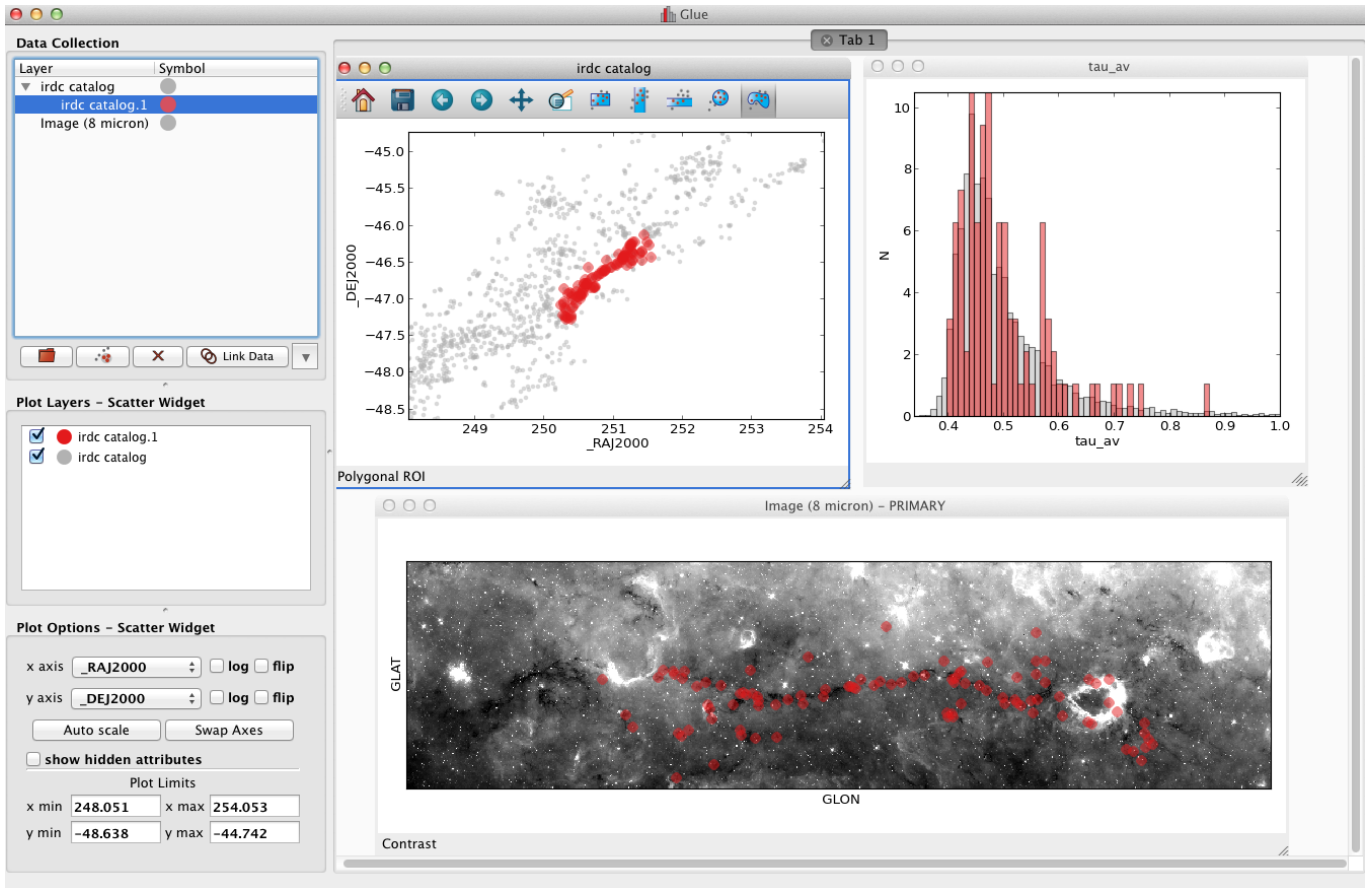 Glue
Data Collection
Layer Symbol
irdc catalog
irdc catalog.1
Image (8 micron)
Link Data
Plot Layers - Scatter Widget
irdc catalog.1
irdc catalog
Plot Options - Scatter Widget
x axis _RAJ2000 log flip
y axis _DEJ2000 log flip
Auto scale Swap Axes
show hidden attributes
Plot Limits
x min 248.051 x max 254.053
y min -48.638 y max -44.742
Tab 1
irdc catalog
−45.0
−45.5
−46.0
−46.5
−47.0
−47.5
−48.0
−48.5
_DEJ2000
249 250 251 252 253 254
_RAJ2000
Polygonal ROI
tau_av
10
8
6
4
2
0
N
0.4 0.5 0.6 0.7 0.8 0.9 1.0
tau_av
Image (8 micron) - PRIMARY
GLAT
GLON
Contrast